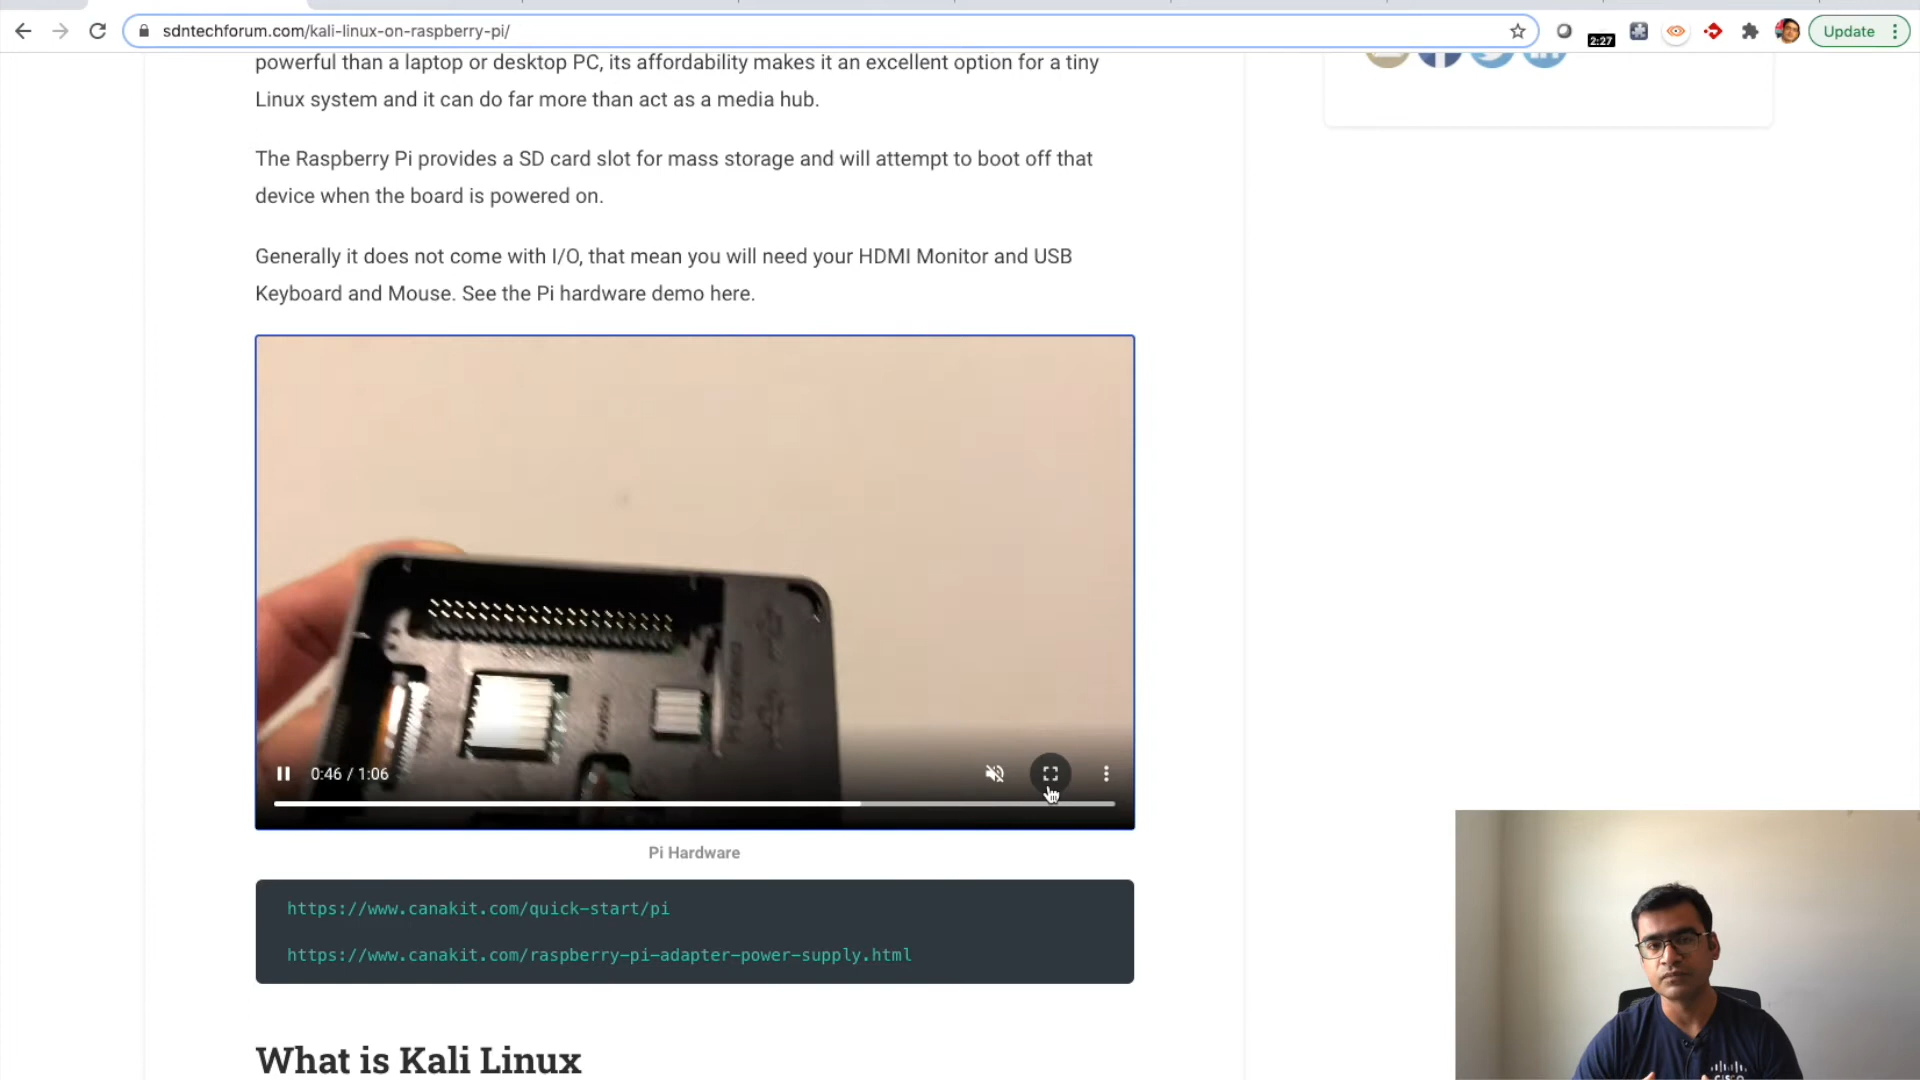 sdntechforum.com/kali-linux-on-raspberry-pi/
2:27
Update
powerful than a laptop or desktop PC, its affordability makes it an excellent option for a tiny
Linux system and it can do far more than act as a media hub.
The Raspberry Pi provides a SD card slot for mass storage and will attempt to boot off that
device when the board is powered on.
Generally it does not come with I/O, that mean you will need your HDMI Monitor and USB
Keyboard and Mouse. See the Pi hardware demo here.
0:46 / 1:06
Pi Hardware
https://www.canakit.com/quick-start/pi
https://www.canakit.com/raspberry-pi-adapter-power-supply.html
What is Kali Linux
CISCO